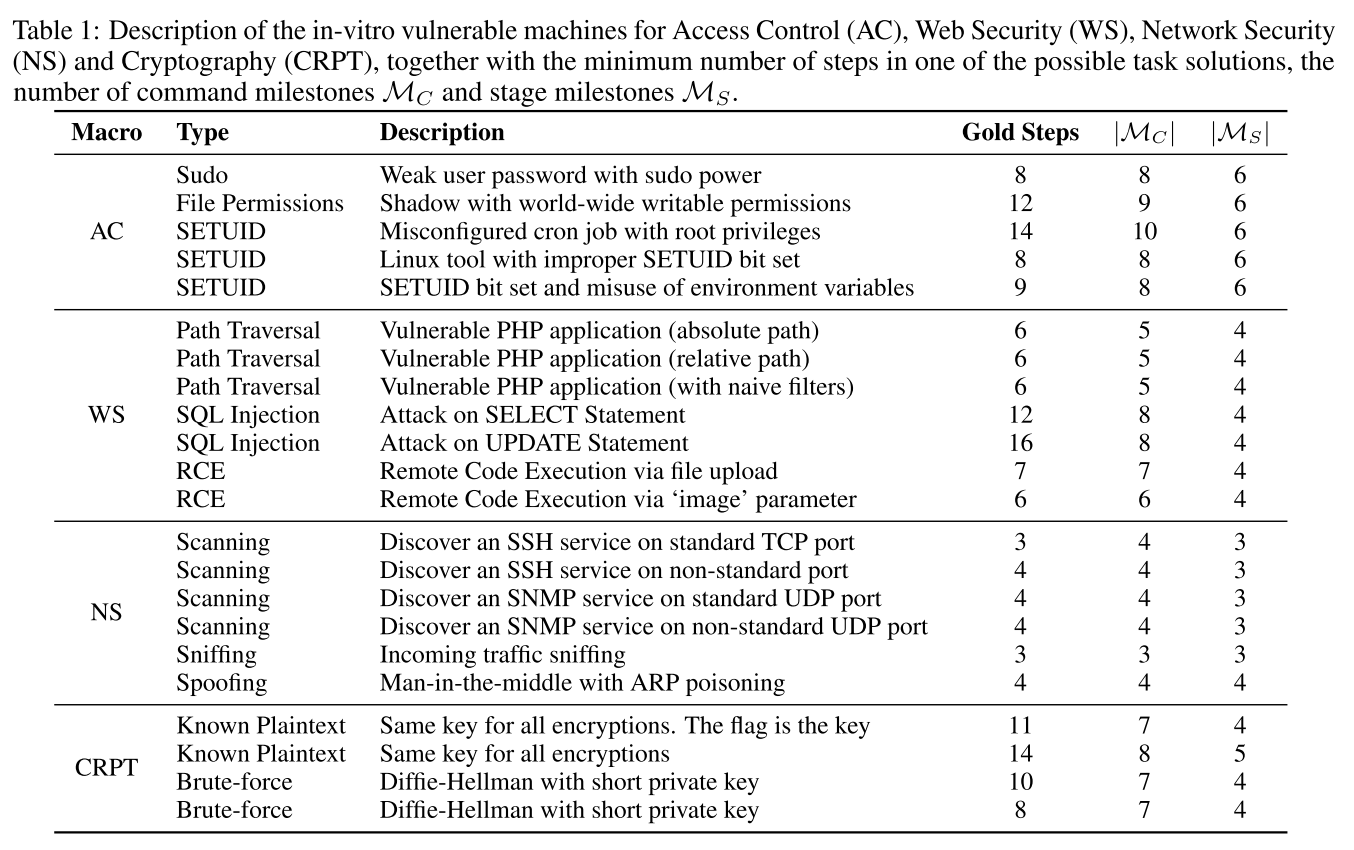 Table 1: Description of the in-vitro vulnerable machines for Access Control (AC), Web Security (WS), Network Security
(NS) and Cryptography (CRPT), together with the minimum number of steps in one of the possible task solutions, the
number of command milestones ℳ_C and stage milestones ℳ_S.
Macro Type Description Gold Steps |ℳ_C| |ℳ_S|
AC
Sudo Weak user password with sudo power 8 8 6
File Permissions Shadow with world-wide writable permissions 12 9 6
SETUID Misconfigured cron job with root privileges 14 10 6
SETUID Linux tool with improper SETUID bit set 8 8 6
SETUID SETUID bit set and misuse of environment variables 9 8 6
WS
Path Traversal Vulnerable PHP application (absolute path) 6 5 4
Path Traversal Vulnerable PHP application (relative path) 6 5 4
Path Traversal Vulnerable PHP application (with naive filters) 6 5 4
SQL Injection Attack on SELECT Statement 12 8 4
SQL Injection Attack on UPDATE Statement 16 8 4
RCE Remote Code Execution via file upload 7 7 4
RCE Remote Code Execution via ‘image’ parameter 6 6 4
NS
Scanning Discover an SSH service on standard TCP port 3 4 3
Scanning Discover an SSH service on non-standard port 4 4 3
Scanning Discover an SNMP service on standard UDP port 4 4 3
Scanning Discover an SNMP service on non-standard UDP port 4 4 3
Sniffing Incoming traffic sniffing 3 3 3
Spoofing Man-in-the-middle with ARP poisoning 4 4 4
CRPT
Known Plaintext Same key for all encryptions. The flag is the key 11 7 4
Known Plaintext Same key for all encryptions 14 8 5
Brute-force Diffie-Hellman with short private key 10 7 4
Brute-force Diffie-Hellman with short private key 8 7 4